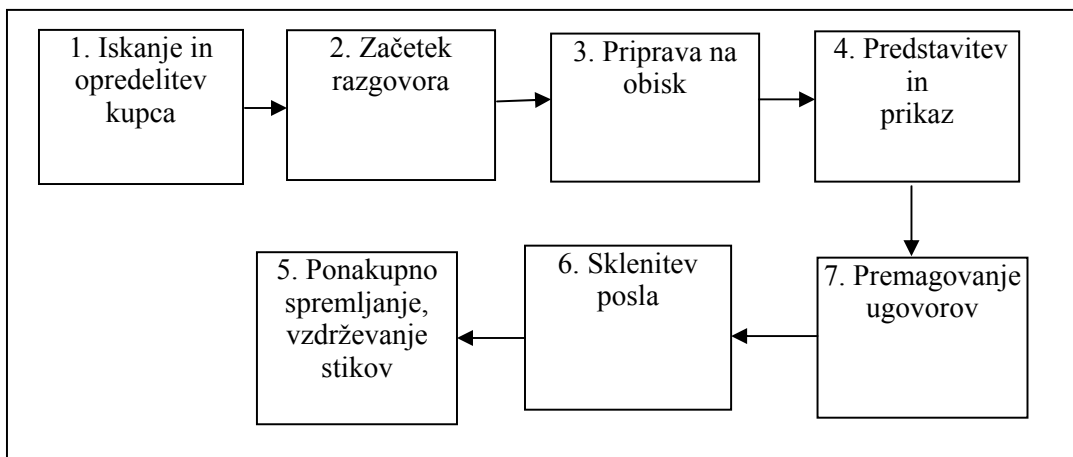 1. Iskanje in
opredelitev
kupca
2. Začetek
razgovora
3. Priprava na
obisk
4. Predstavitev
in
prikaz
5. Ponakupno
spremljanje,
vzdrževanje
stikov
6. Sklenitev
posla
7. Premagovanje
ugovorov